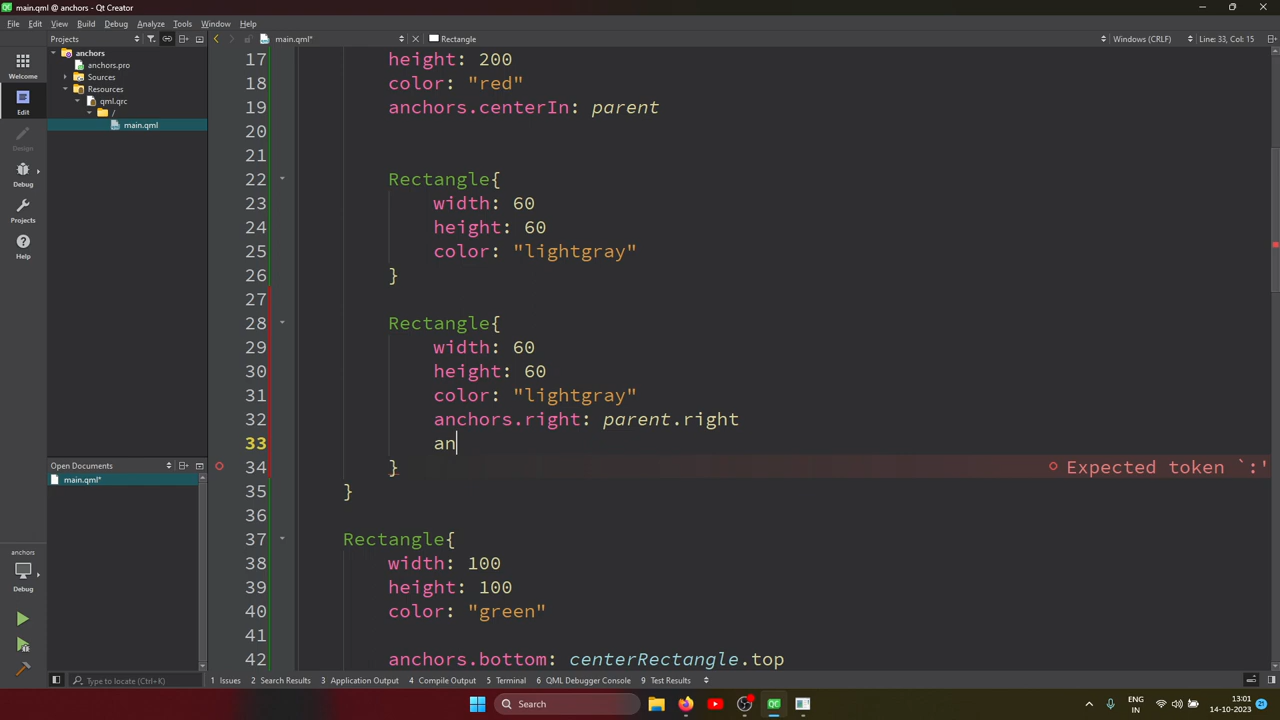 main.qml @ anchors - Qt Creator
File Edit View Build Debug Analyze Tools Window Help
Projects
main.qml*
Rectangle
Windows (CRLF)
Line: 33, Col: 15
anchors
anchors.pro
Sources
Resources
qml.qrc
/
main.qml
Welcome
Edit
Design
Debug
Projects
Help
17 height: 200
18 color: "red"
19 anchors.centerIn: parent
20
21
22 Rectangle{
23 width: 60
24 height: 60
25 color: "lightgray"
26 }
27
28 Rectangle{
29 width: 60
30 height: 60
31 color: "lightgray"
32 anchors.right: parent.right
33 an
34 } Expected token `:'
35 }
36
37 Rectangle{
38 width: 100
39 height: 100
40 color: "green"
41
42 anchors.bottom: centerRectangle.top
Open Documents
main.qml*
anchors
Debug
Type to locate (Ctrl+K)
1 Issues 2 Search Results 3 Application Output 4 Compile Output 5 Terminal 6 QML Debugger Console 9 Test Results
Search
QC
ENG
IN
13:01
14-10-2023
21